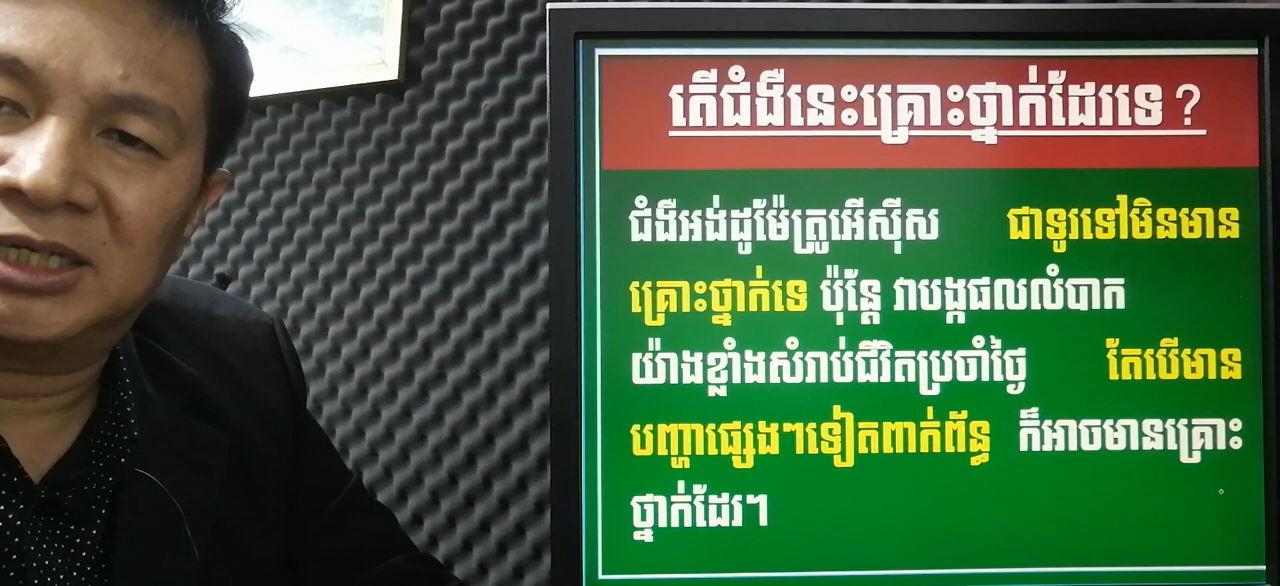 តើជំងឺនេះគ្រោះថ្នាក់ដែរទេ ?
ជំងឺអង់ដូម៉ែត្រូអើស៊ីស ជាទូរទៅមិនមាន
គ្រោះថ្នាក់ទេ ប៉ុន្តែ វាបង្កផលលំបាក
យ៉ាងខ្លាំងសំរាប់ជីវិតប្រចាំថ្ងៃ តែបើមាន
បញ្ហាផ្សេងៗទៀតពាក់ព័ន្ធ ក៏អាចមានគ្រោះ
ថ្នាក់ដែរ។